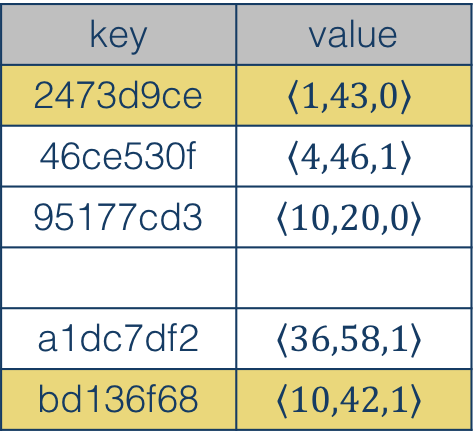 key value
2473d9ce ⟨1,43,0⟩
46ce530f ⟨4,46,1⟩
95177cd3 ⟨10,20,0⟩
a1dc7df2 ⟨36,58,1⟩
bd136f68 ⟨10,42,1⟩